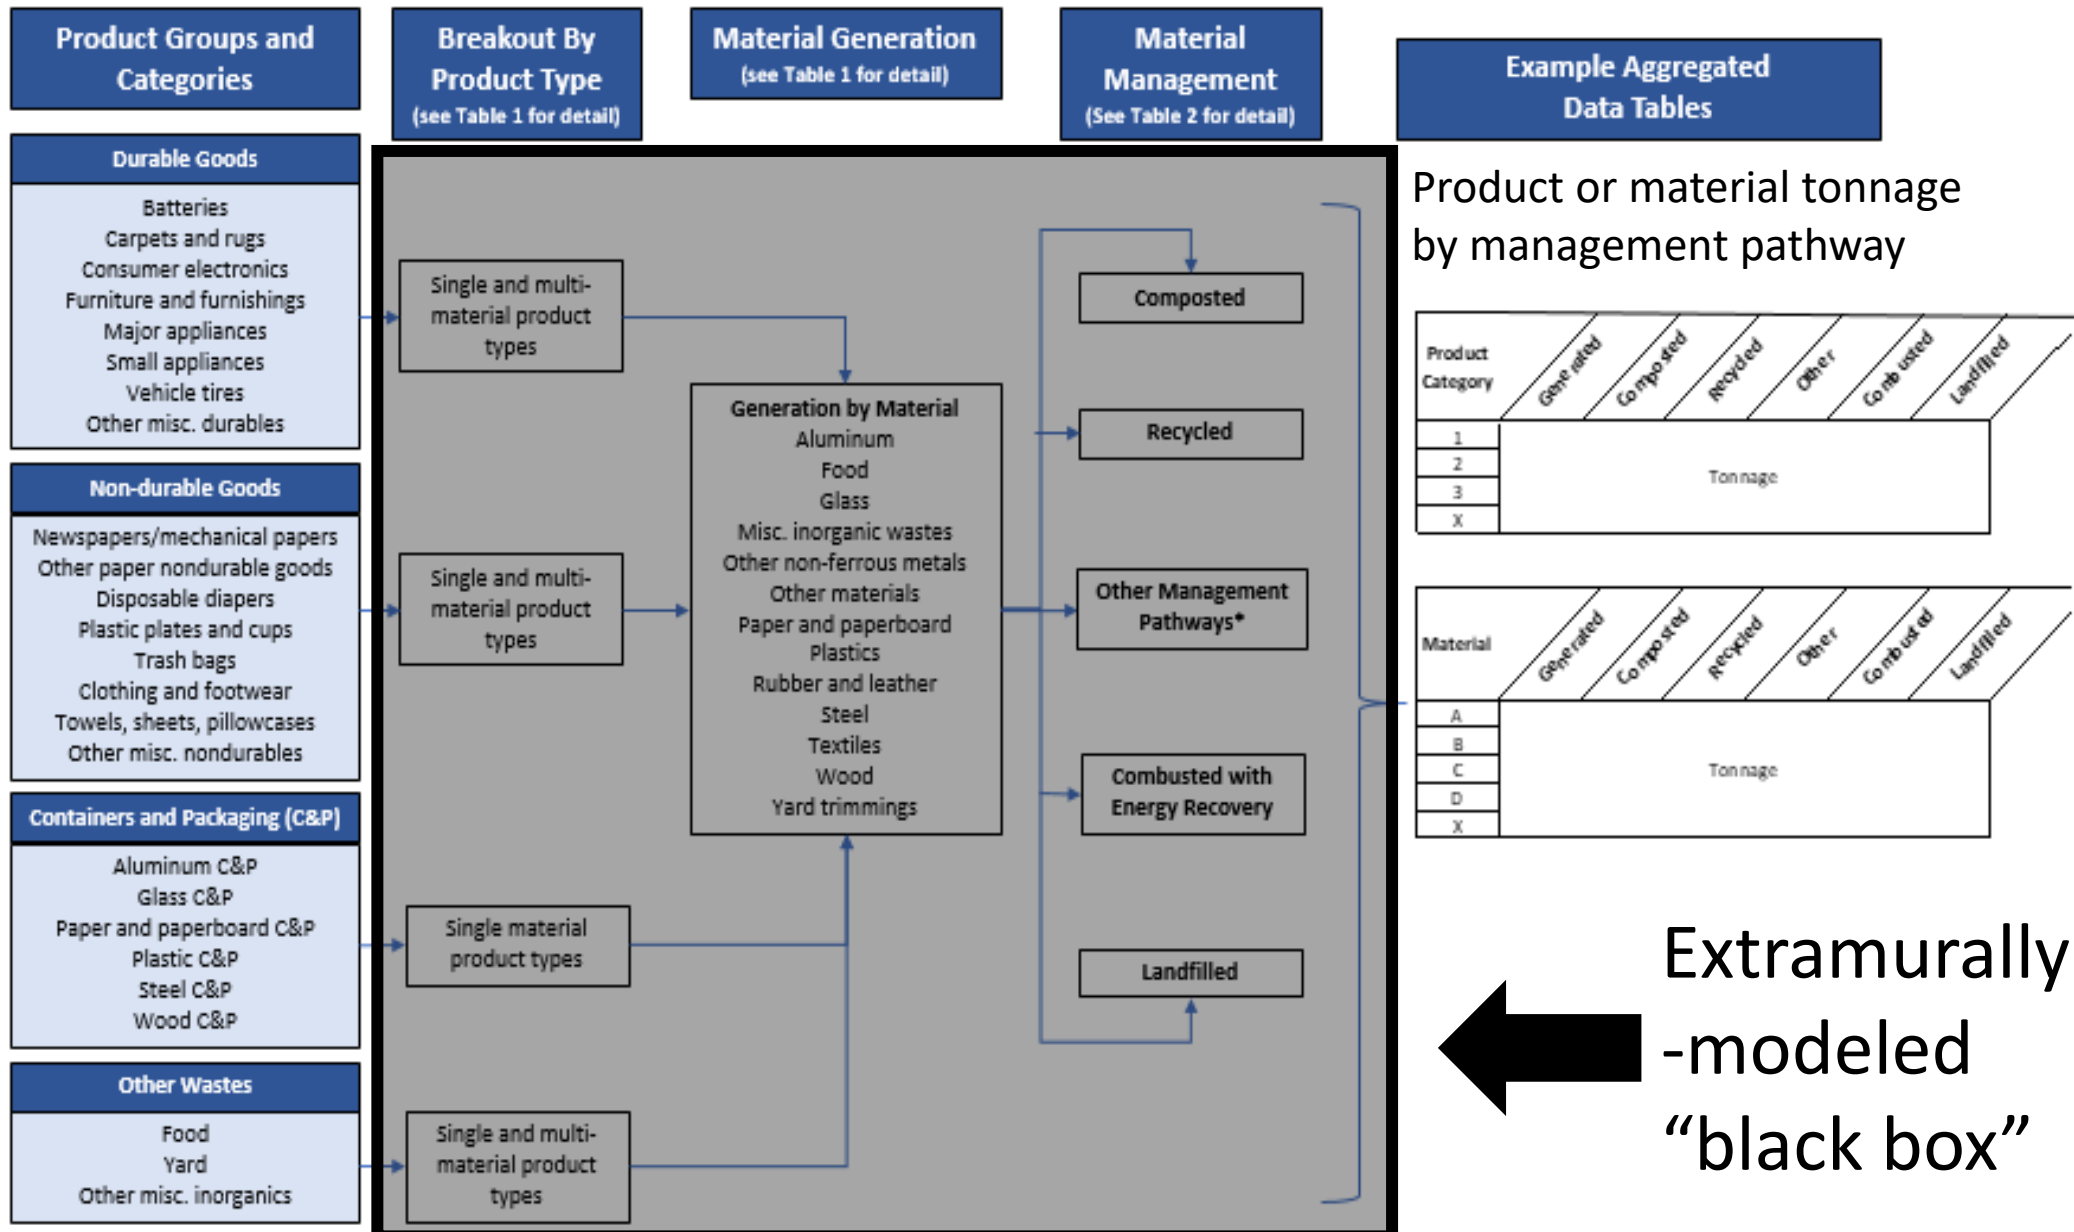 Product Groups and
Categories
Breakout By
Product Type
(see Table 1 for detail)
Material Generation
(see Table 1 for detail)
Material
Management
(See Table 2 for detail)
Example Aggregated
Data Tables
Durable Goods
Batteries
Carpets and rugs
Consumer electronics
Furniture and furnishings
Major appliances
Small appliances
Vehicle tires
Other misc. durables
Non-durable Goods
Newspapers/mechanical papers
Other paper nondurable goods
Disposable diapers
Plastic plates and cups
Trash bags
Clothing and footwear
Towels, sheets, pillowcases
Other misc. nondurables
Containers and Packaging (C&P)
Aluminum C&P
Glass C&P
Paper and paperboard C&P
Plastic C&P
Steel C&P
Wood C&P
Other Wastes
Food
Yard
Other misc. inorganics
Single and multi-
material product
types
Single and multi-
material product
types
Single material
product types
Single and multi-
material product
types
Generation by Material
Aluminum
Food
Glass
Misc. inorganic wastes
Other non-ferrous metals
Other materials
Paper and paperboard
Plastics
Rubber and leather
Steel
Textiles
Wood
Yard trimmings
Composted
Recycled
Other Management
Pathways*
Combusted with
Energy Recovery
Landfilled
Product or material tonnage
by management pathway
Product
Category
Generated
Composted
Recycled
Other
Combusted
Landfilled
1
2
3
X
Tonnage
Material
Generated
Composted
Recycled
Other
Combusted
Landfilled
A
B
C
D
X
Tonnage
Extramurally
-modeled
“black box”